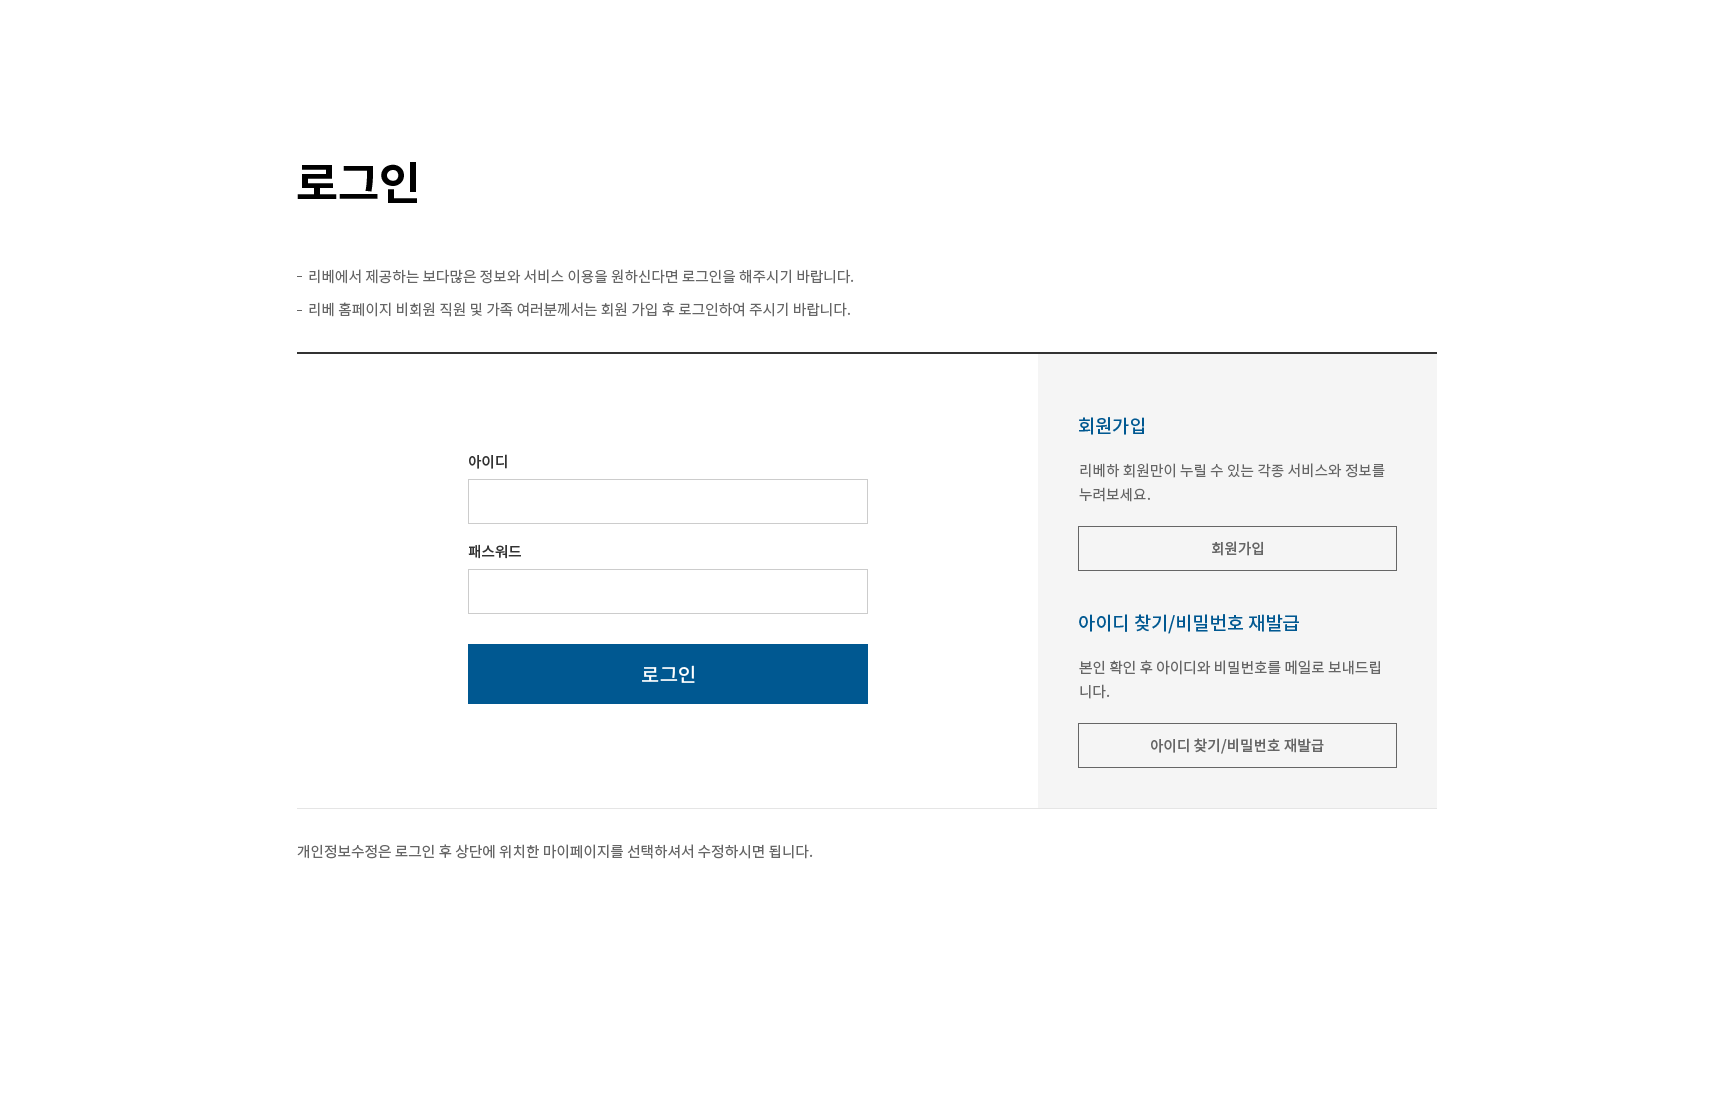 로그인
- 리베에서 제공하는 보다많은 정보와 서비스 이용을 원하신다면 로그인을 해주시기 바랍니다.
- 리베 홈페이지 비회원 직원 및 가족 여러분께서는 회원 가입 후 로그인하여 주시기 바랍니다.
아이디
패스워드
로그인
회원가입
리베하 회원만이 누릴 수 있는 각종 서비스와 정보를
누려보세요.
회원가입
아이디 찾기/비밀번호 재발급
본인 확인 후 아이디와 비밀번호를 메일로 보내드립
니다.
아이디 찾기/비밀번호 재발급
개인정보수정은 로그인 후 상단에 위치한 마이페이지를 선택하셔서 수정하시면 됩니다.